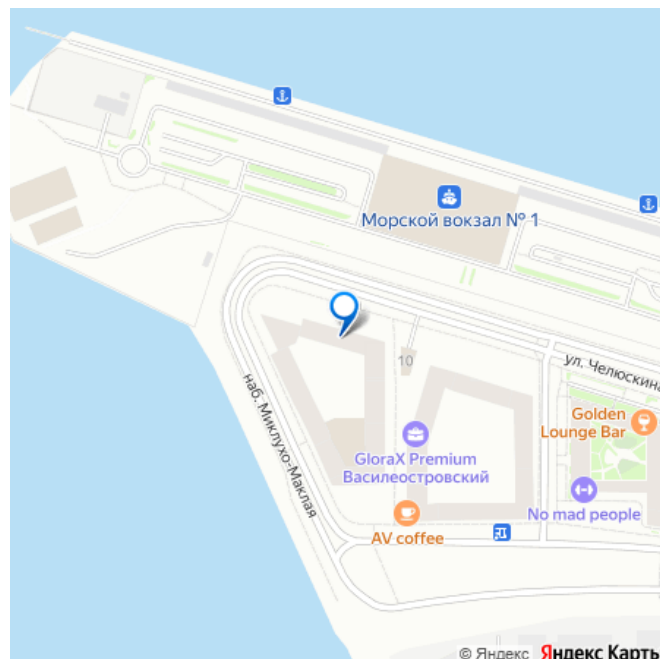 Морской вокзал № 1
ул. Челюскина
10
наб. Миклухо-Маклая
Golden
Lounge Bar
GloraX Premium
Василеостровский
No mad people
AV coffee
© Яндекс Яндекс Карты